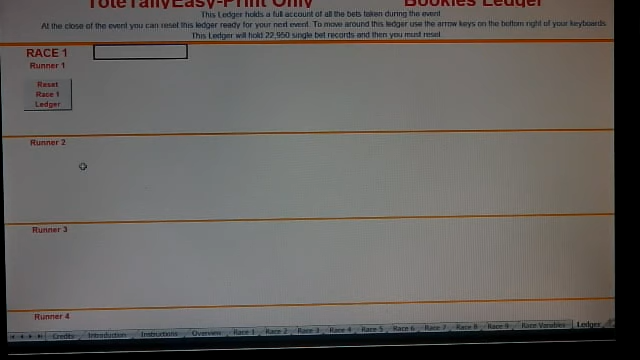 ToteTallyEasy-Print Only Bookies Ledger
This Ledger holds a full account of all the bets taken during the event
At the close of the event you can reset this ledger ready for your next event. To move around this ledger use the arrow keys on the bottom right of your keyboards
This Ledger will hold 22,950 single bet records and then you must reset
RACE 1
Runner 1
Reset
Race 1
Ledger
Runner 2
Runner 3
Runner 4
Credits Introduction Instructions Overview Race 1 Race 2 Race 3 Race 4 Race 5 Race 6 Race 7 Race 8 Race 9 Race Variables Ledger